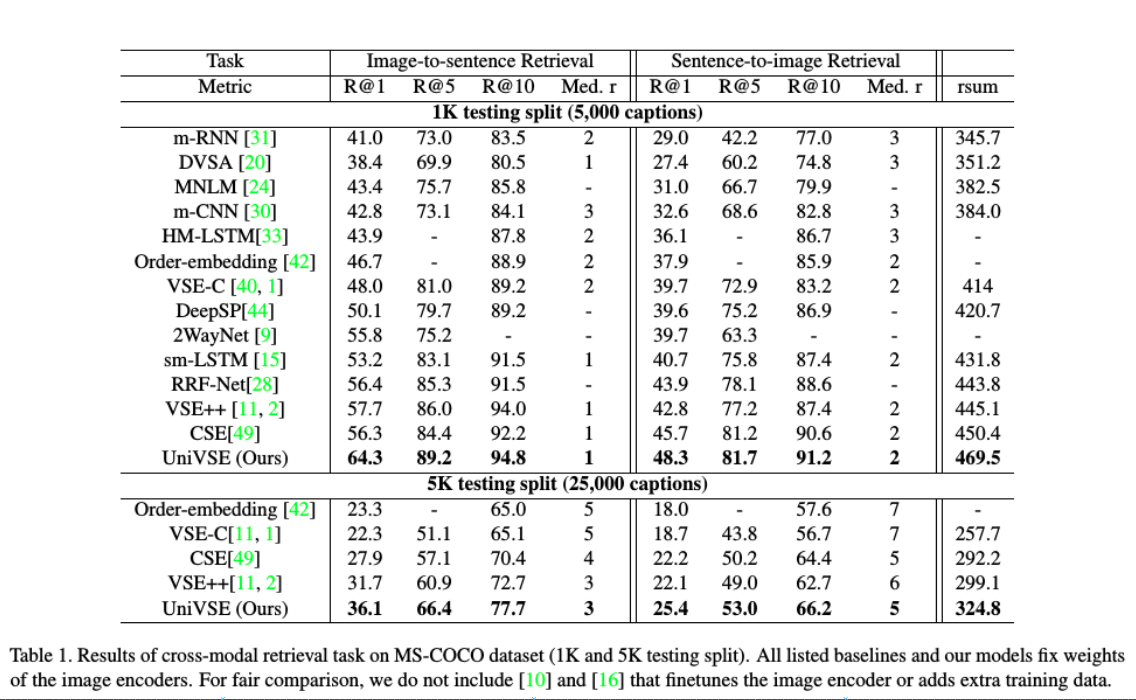 Task Image-to-sentence Retrieval Sentence-to-image Retrieval
Metric R@1 R@5 R@10 Med. r R@1 R@5 R@10 Med. r rsum
1K testing split (5,000 captions)
m-RNN [31] 41.0 73.0 83.5 2 29.0 42.2 77.0 3 345.7
DVSA [20] 38.4 69.9 80.5 1 27.4 60.2 74.8 3 351.2
MNLM [24] 43.4 75.7 85.8 - 31.0 66.7 79.9 - 382.5
m-CNN [30] 42.8 73.1 84.1 3 32.6 68.6 82.8 3 384.0
HM-LSTM[33] 43.9 - 87.8 2 36.1 - 86.7 3 -
Order-embedding [42] 46.7 - 88.9 2 37.9 - 85.9 2 -
VSE-C [40, 1] 48.0 81.0 89.2 2 39.7 72.9 83.2 2 414
DeepSP[44] 50.1 79.7 89.2 - 39.6 75.2 86.9 - 420.7
2WayNet [9] 55.8 75.2 - - 39.7 63.3 - - -
sm-LSTM [15] 53.2 83.1 91.5 1 40.7 75.8 87.4 2 431.8
RRF-Net[28] 56.4 85.3 91.5 - 43.9 78.1 88.6 - 443.8
VSE++ [11, 2] 57.7 86.0 94.0 1 42.8 77.2 87.4 2 445.1
CSE[49] 56.3 84.4 92.2 1 45.7 81.2 90.6 2 450.4
UniVSE (Ours) 64.3 89.2 94.8 1 48.3 81.7 91.2 2 469.5
5K testing split (25,000 captions)
Order-embedding [42] 23.3 - 65.0 5 18.0 - 57.6 7 -
VSE-C[11, 1] 22.3 51.1 65.1 5 18.7 43.8 56.7 7 257.7
CSE[49] 27.9 57.1 70.4 4 22.2 50.2 64.4 5 292.2
VSE++[11, 2] 31.7 60.9 72.7 3 22.1 49.0 62.7 6 299.1
UniVSE (Ours) 36.1 66.4 77.7 3 25.4 53.0 66.2 5 324.8
Table 1. Results of cross-modal retrieval task on MS-COCO dataset (1K and 5K testing split). All listed baselines and our models fix weights
of the image encoders. For fair comparison, we do not include [10] and [16] that finetunes the image encoder or adds extra training data.